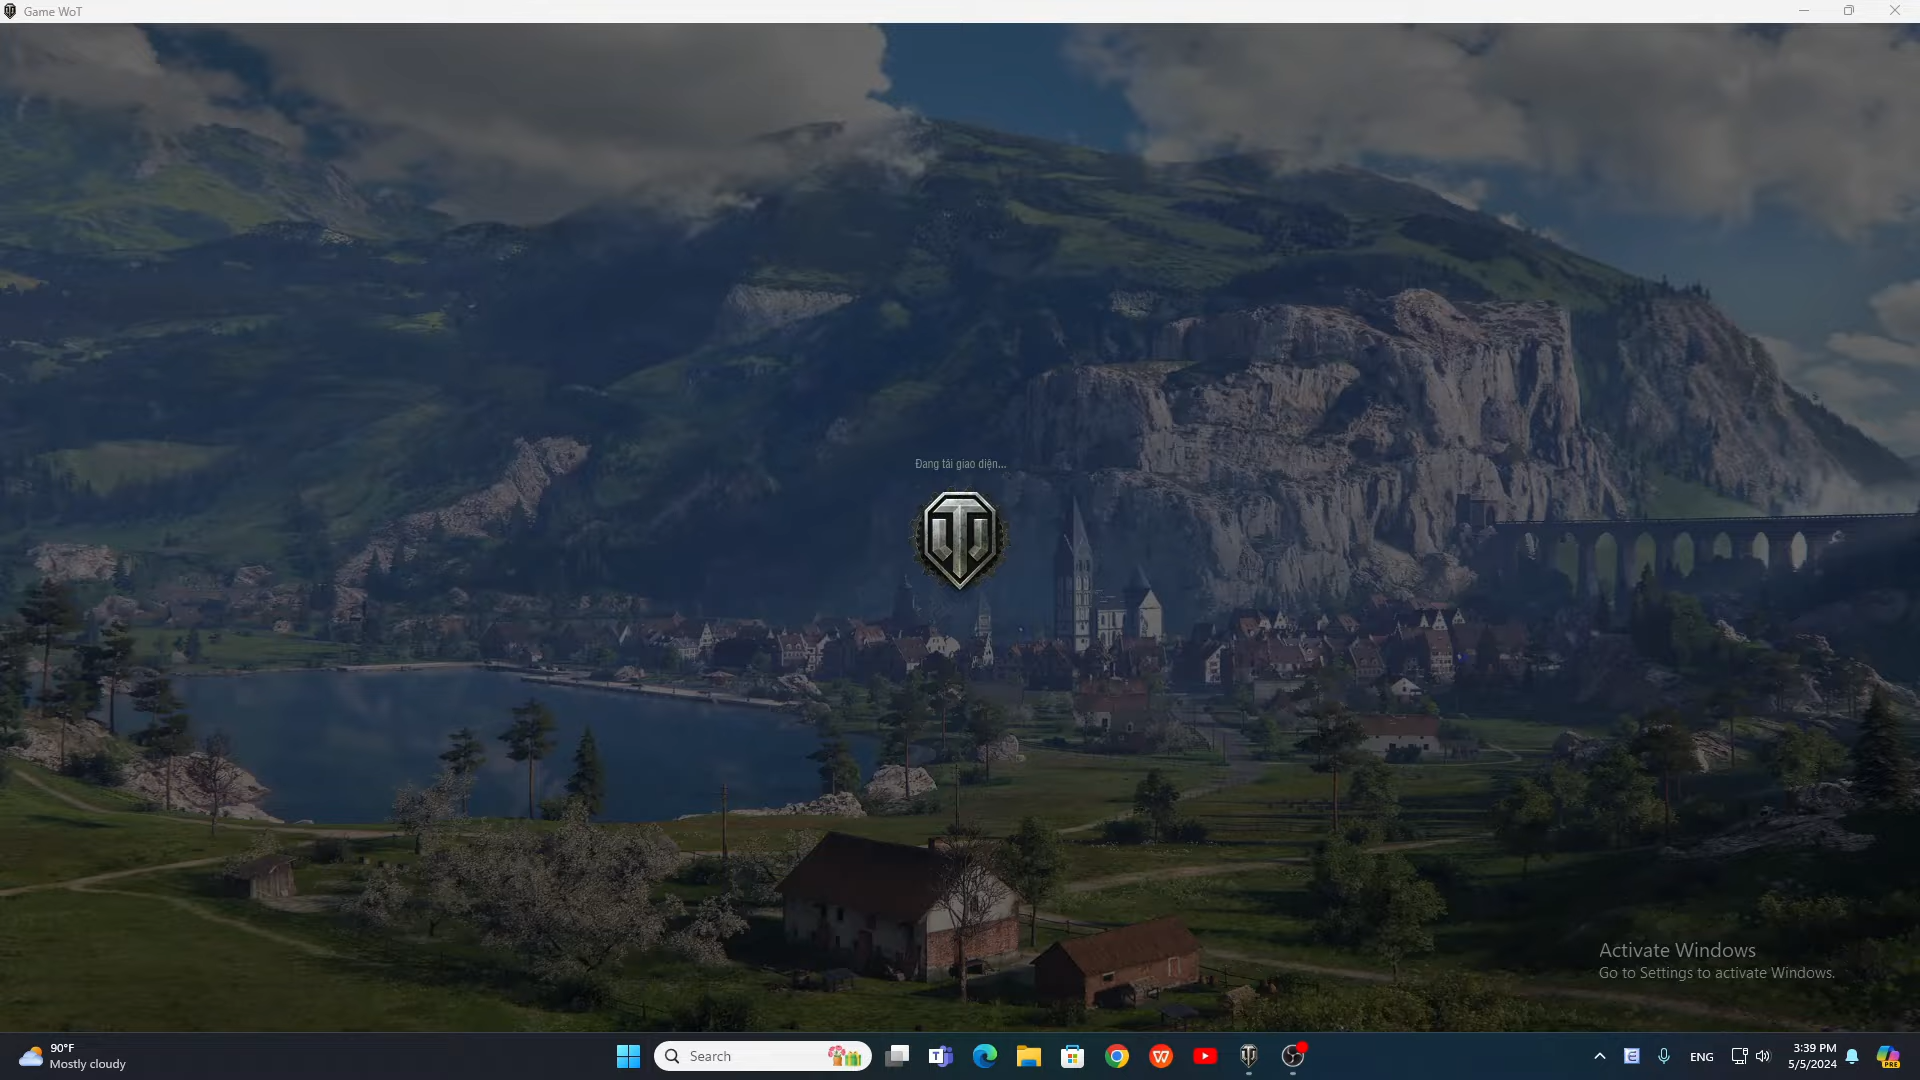 Game WoT
Đang tải giao diện...
Activate Windows
Go to Settings to activate Windows.
90°F
Mostly cloudy
Search
ENG
3:39 PM
5/5/2024
PRE